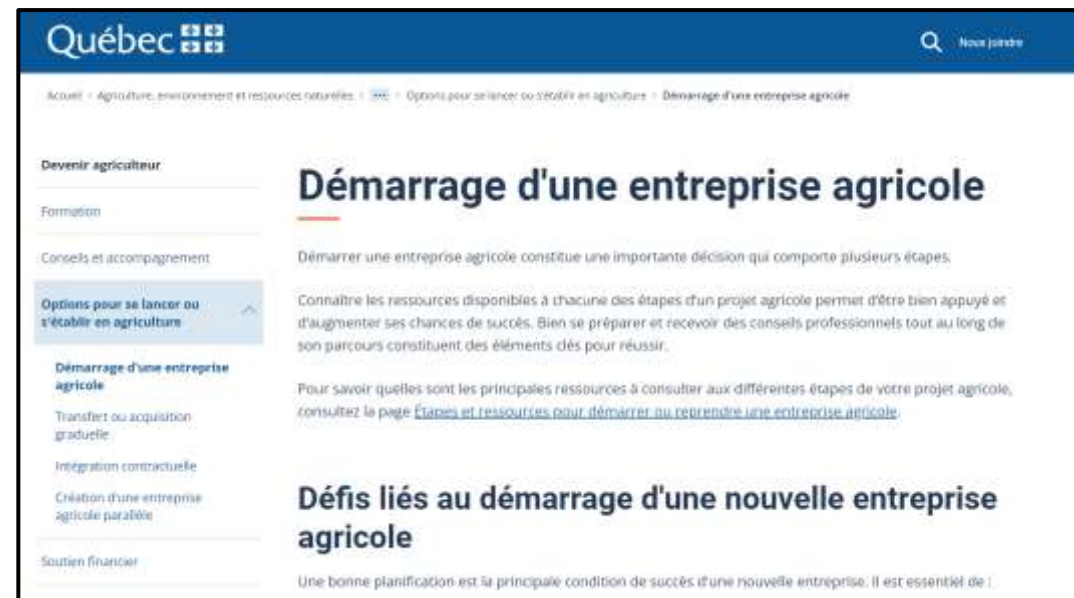 Québec
Nous joindre
Accueil > Agriculture, environnement et ressources naturelles > ••• > Options pour se lancer ou s'établir en agriculture > Démarrage d'une entreprise agricole
Devenir agriculteur
Formation
Conseils et accompagnement
Options pour se lancer ou
s'établir en agriculture
Démarrage d'une entreprise
agricole
Transfert ou acquisition
graduelle
Intégration contractuelle
Création d'une entreprise
agricole parallèle
Soutien financier
Démarrage d'une entreprise agricole
Démarrer une entreprise agricole constitue une importante décision qui comporte plusieurs étapes.
Connaître les ressources disponibles à chacune des étapes d'un projet agricole permet d'être bien appuyé et
d'augmenter ses chances de succès. Bien se préparer et recevoir des conseils professionnels tout au long de
son parcours constituent des éléments clés pour réussir.
Pour savoir quelles sont les principales ressources à consulter aux différentes étapes de votre projet agricole,
consultez la page Étapes et ressources pour démarrer ou reprendre une entreprise agricole.
Défis liés au démarrage d'une nouvelle entreprise
agricole
Une bonne planification est la principale condition de succès d'une nouvelle entreprise. Il est essentiel de :